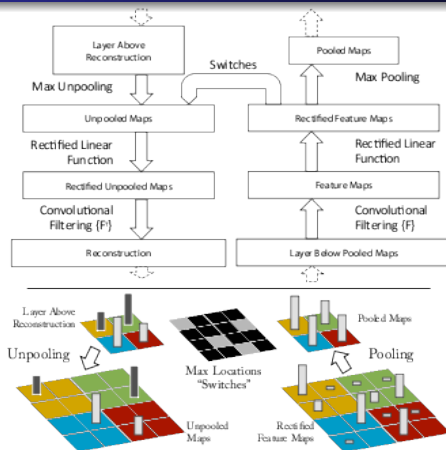 Layer Above
Reconstruction
Pooled Maps
Switches
Max Unpooling
Max Pooling
Unpooled Maps
Rectified Feature Maps
Rectified Linear
Function
Rectified Linear
Function
Rectified Unpooled Maps
Feature Maps
Convolutional
Filtering {Fᵀ}
Convolutional
Filtering {F}
Reconstruction
Layer Below Pooled Maps
Layer Above
Reconstruction
Pooled Maps
Unpooling
Max Locations
"Switches"
Pooling
Unpooled
Maps
Rectified
Feature Maps